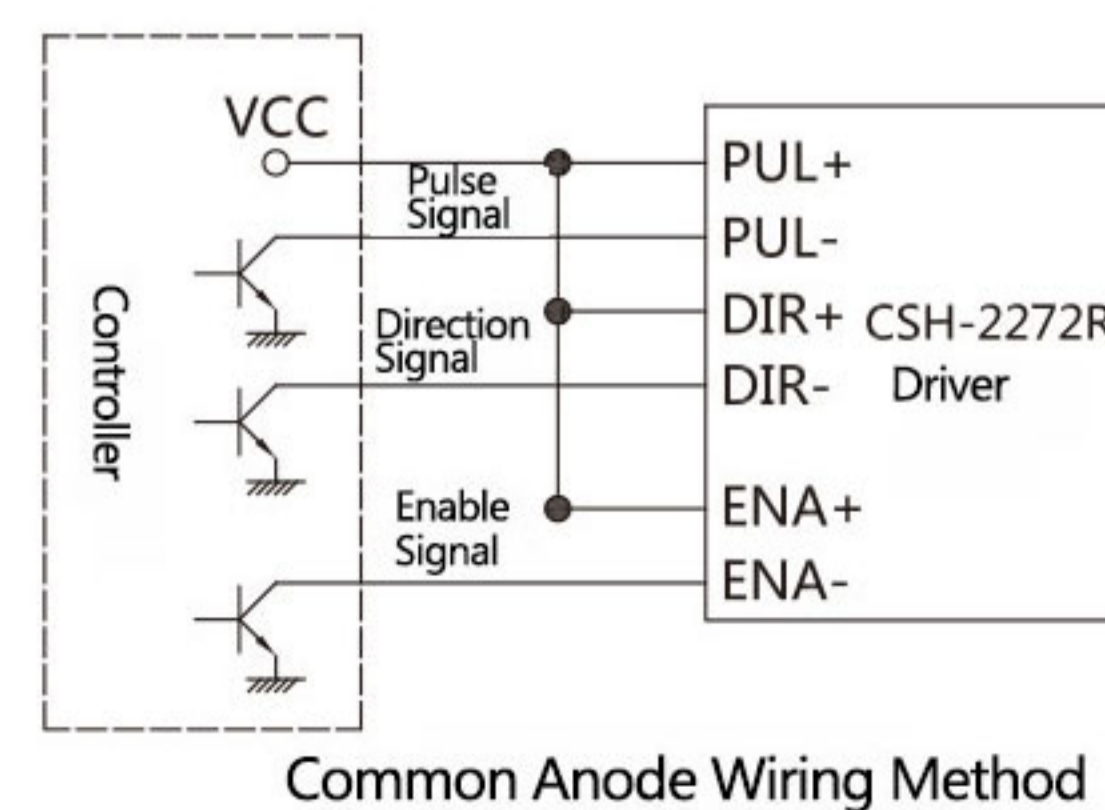 VCC
Pulse
Signal
PUL+
PUL-
Controller
Direction
Signal
DIR+
CSH-2272R
DIR-
Driver
Enable
Signal
ENA+
ENA-
Common Anode Wiring Method